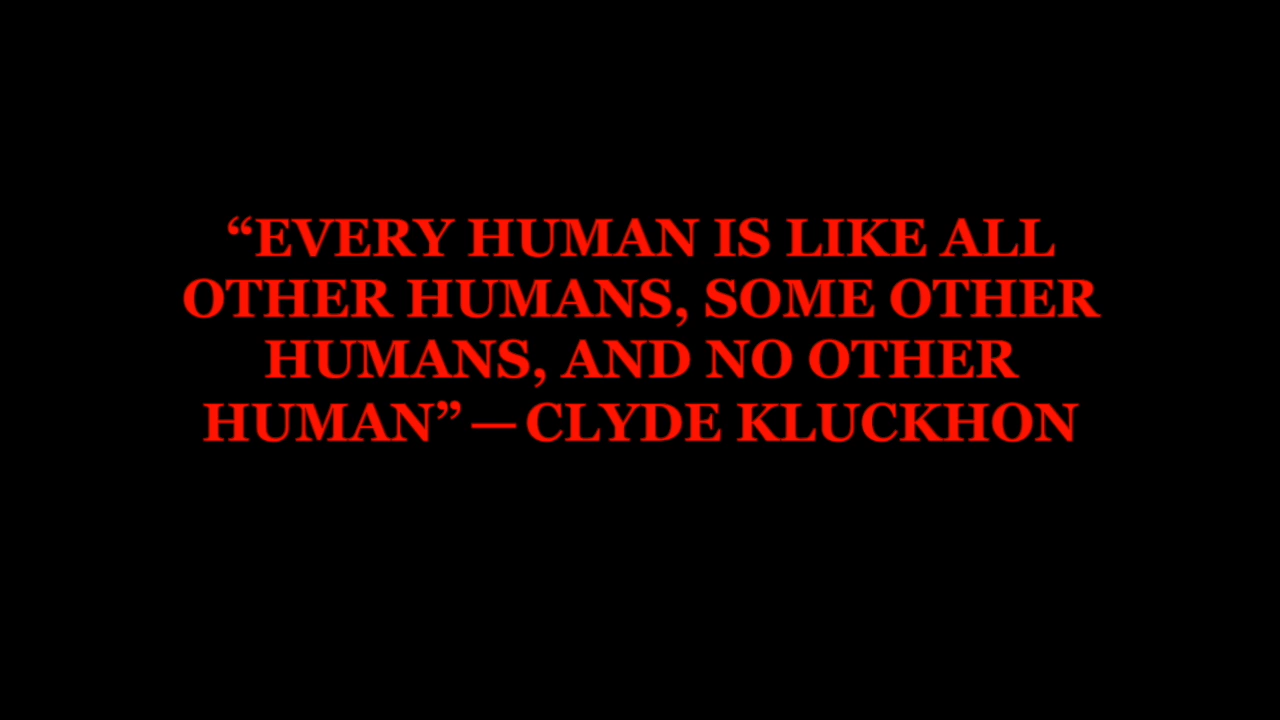 “EVERY HUMAN IS LIKE ALL
OTHER HUMANS, SOME OTHER
HUMANS, AND NO OTHER
HUMAN” — CLYDE KLUCKHON